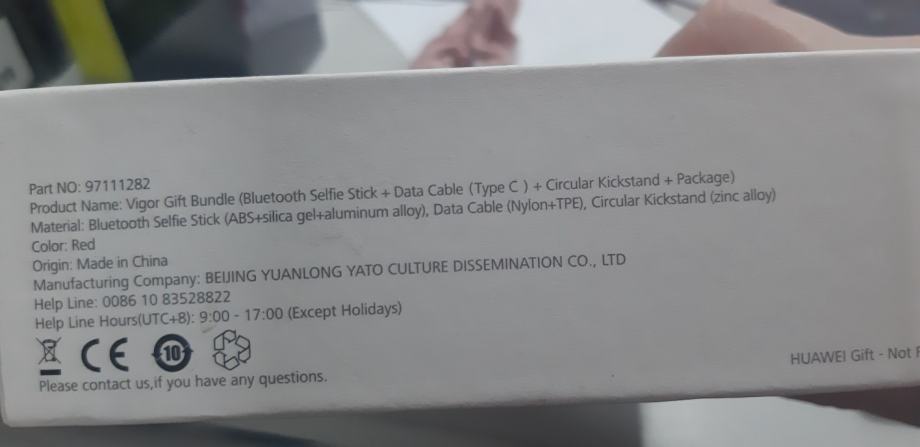 Part NO: 97111282
Product Name: Vigor Gift Bundle (Bluetooth Selfie Stick + Data Cable (Type C ) + Circular Kickstand + Package)
Material: Bluetooth Selfie Stick (ABS+silica gel+aluminum alloy), Data Cable (Nylon+TPE), Circular Kickstand (zinc alloy)
Color: Red
Origin: Made in China
Manufacturing Company: BEIJING YUANLONG YATO CULTURE DISSEMINATION CO., LTD
Help Line: 0086 10 83528822
Help Line Hours(UTC+8): 9:00 - 17:00 (Except Holidays)
CE 10
Please contact us,if you have any questions.
HUAWEI Gift - Not